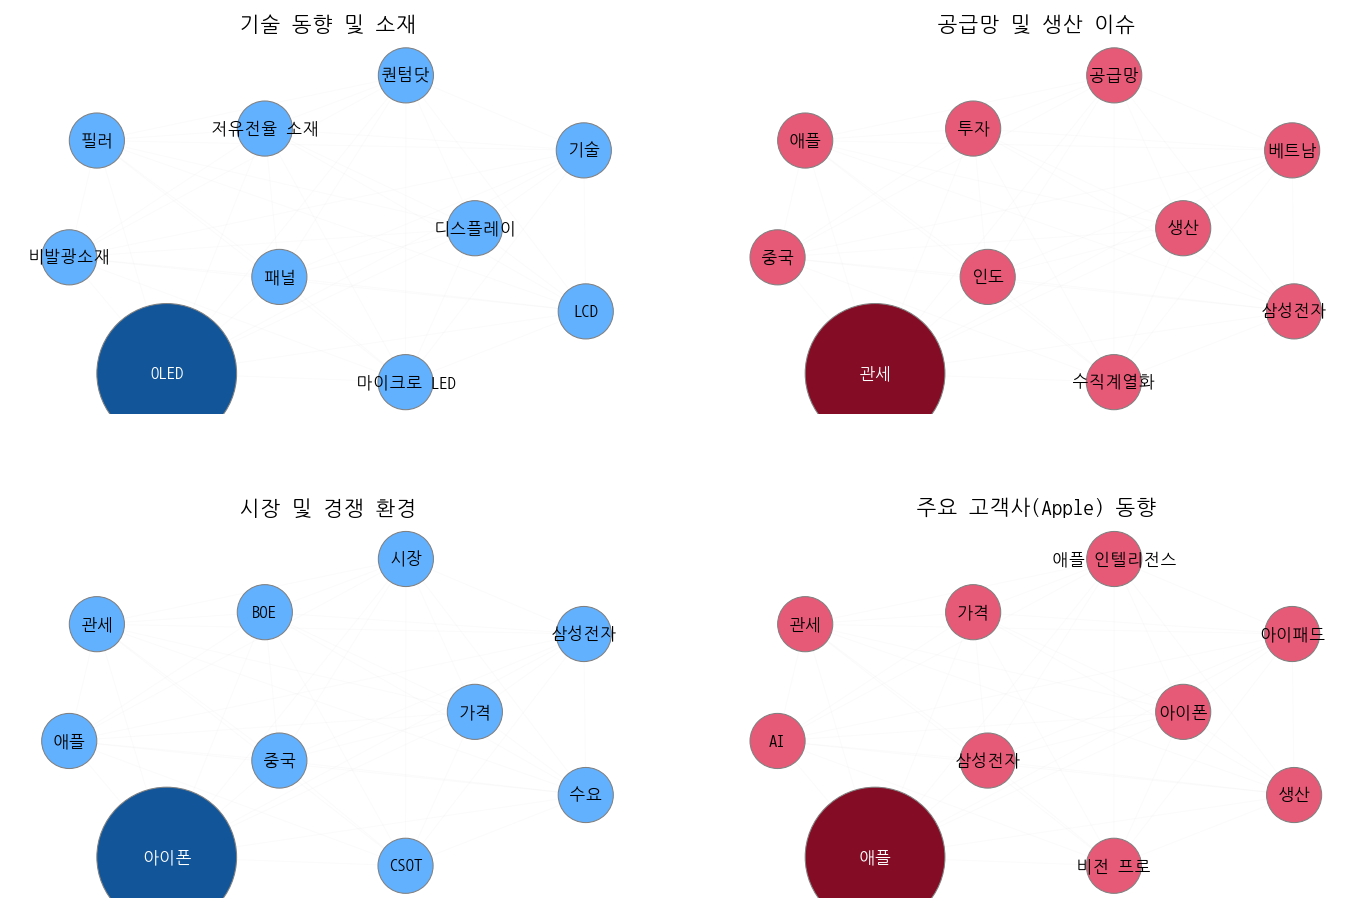 기술 동향 및 소재
퀀텀닷
저유전율 소재
필러
기술
디스플레이
비발광소재
패널
LCD
OLED
마이크로 LED
공급망 및 생산 이슈
공급망
투자
애플
베트남
생산
중국
인도
삼성전자
관세
수직계열화
시장 및 경쟁 환경
시장
BOE
관세
삼성전자
가격
애플
중국
수요
아이폰
CSOT
주요 고객사(Apple) 동향
애플 인텔리전스
가격
관세
아이패드
아이폰
AI
삼성전자
생산
애플
비전 프로